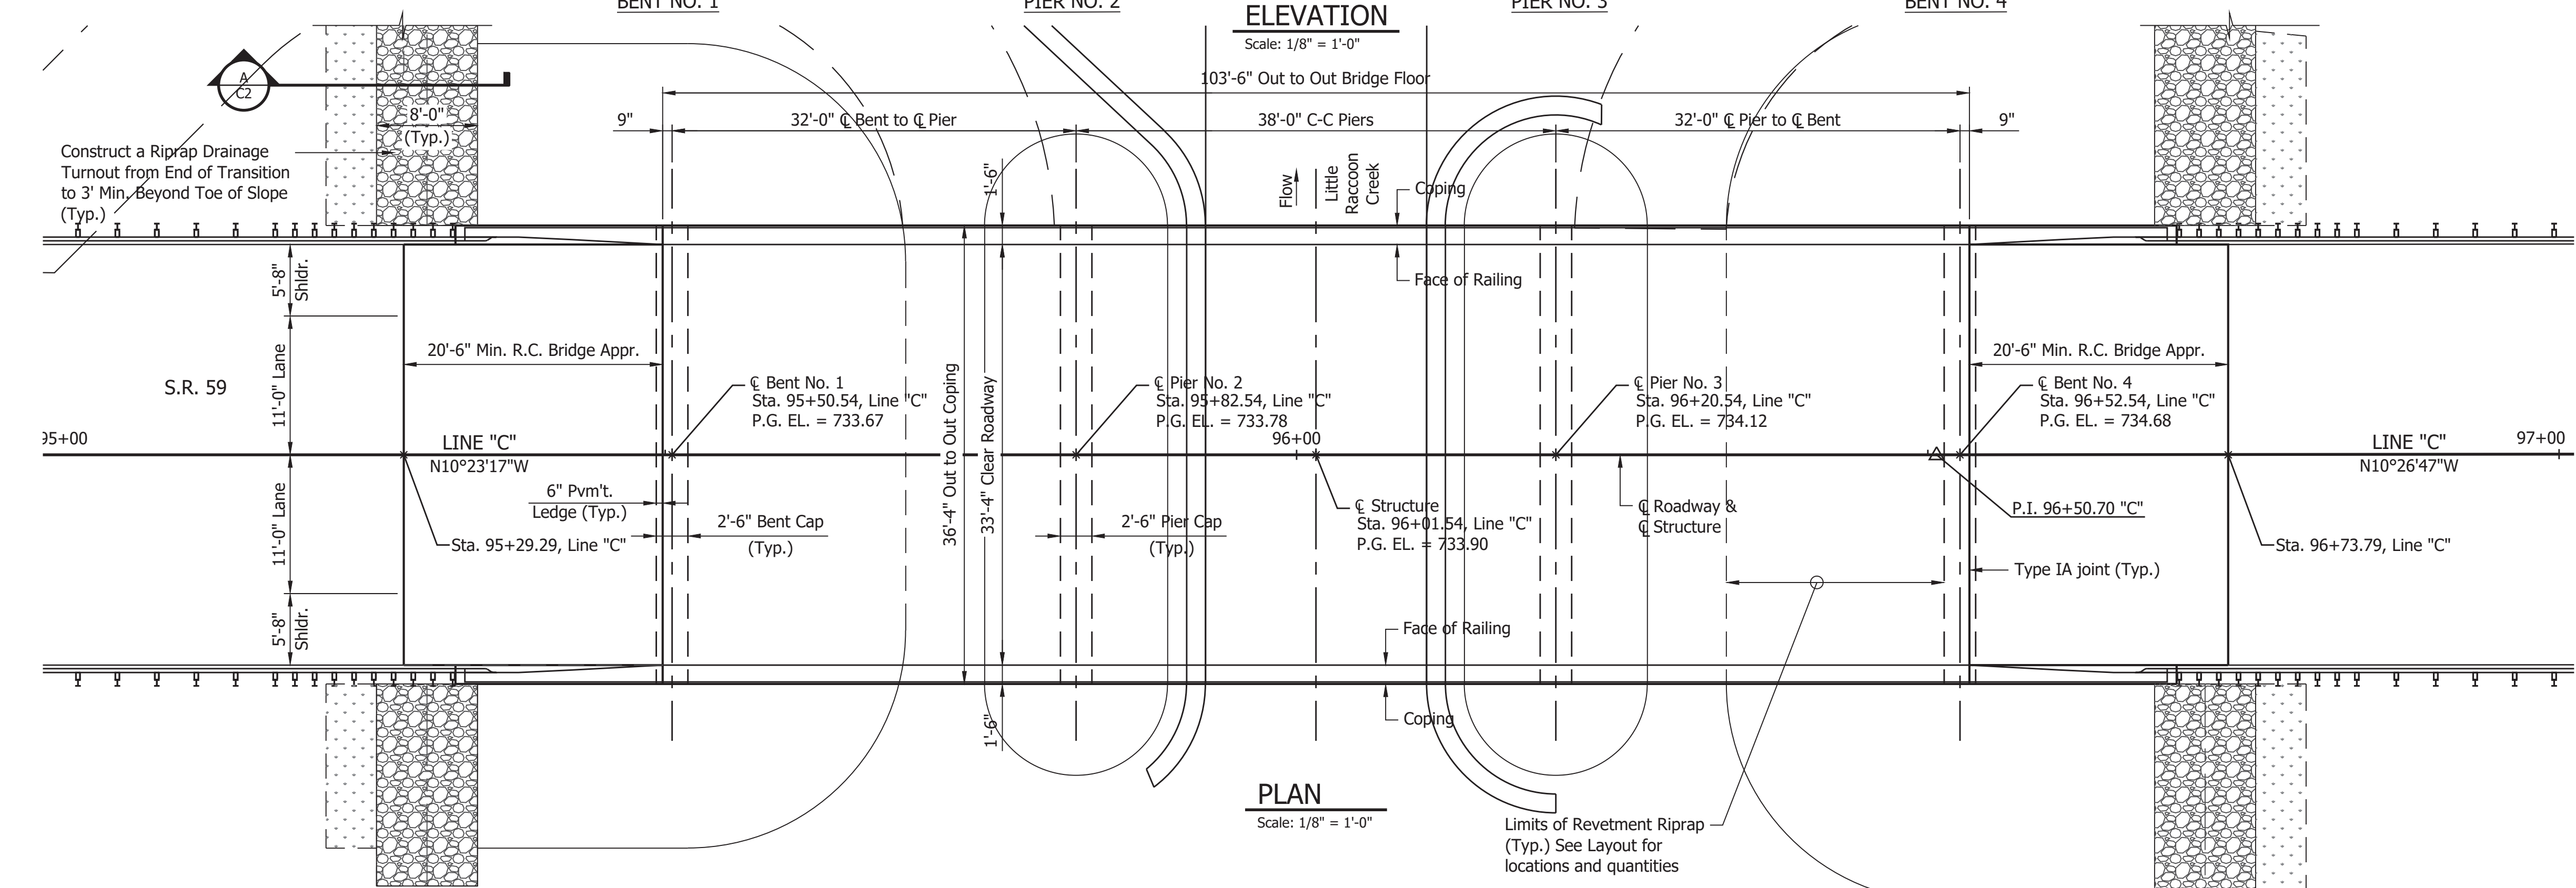 BENT NO. 1
PIER NO. 2
PIER NO. 3
BENT NO. 4
ELEVATION
Scale: 1/8" = 1'-0"
A
C2
103'-6" Out to Out Bridge Floor
8'-0"
(Typ.)
9"
32'-0" ℄ Bent to ℄ Pier
38'-0" C-C Piers
32'-0" ℄ Pier to ℄ Bent
9"
Construct a Riprap Drainage
Turnout from End of Transition
to 3' Min. Beyond Toe of Slope
(Typ.)
1'-6"
Flow
Little
Raccoon
Creek
Coping
Face of Railing
5'-8"
Shldr.
11'-0" Lane
11'-0" Lane
5'-8"
Shldr.
S.R. 59
20'-6" Min. R.C. Bridge Appr.
36'-4" Out to Out Coping
33'-4" Clear Roadway
20'-6" Min. R.C. Bridge Appr.
℄ Bent No. 1
Sta. 95+50.54, Line "C"
P.G. EL. = 733.67
℄ Pier No. 2
Sta. 95+82.54, Line "C"
P.G. EL. = 733.78
℄ Pier No. 3
Sta. 96+20.54, Line "C"
P.G. EL. = 734.12
℄ Bent No. 4
Sta. 96+52.54, Line "C"
P.G. EL. = 734.68
95+00
LINE "C"
N10°23'17"W
96+00
LINE "C"
N10°26'47"W
97+00
6" Pvm't.
Ledge (Typ.)
2'-6" Bent Cap
(Typ.)
2'-6" Pier Cap
(Typ.)
℄ Structure
Sta. 96+01.54, Line "C"
P.G. EL. = 733.90
℄ Roadway &
℄ Structure
P.I. 96+50.70 "C"
Sta. 95+29.29, Line "C"
Sta. 96+73.79, Line "C"
Type IA joint (Typ.)
Face of Railing
1'-6"
Coping
PLAN
Scale: 1/8" = 1'-0"
Limits of Revetment Riprap
(Typ.) See Layout for
locations and quantities